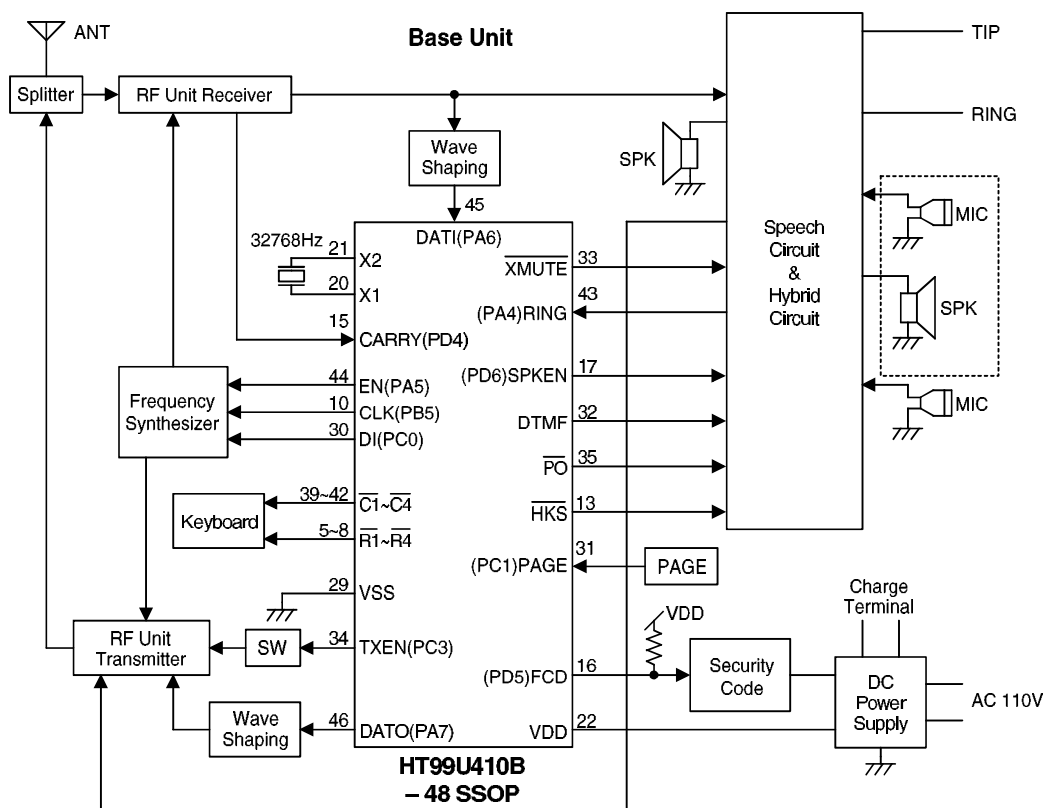 ANT
Base Unit
Splitter
RF Unit Receiver
Wave
Shaping
45
SPK
TIP
RING
MIC
SPK
MIC
Speech
Circuit
&
Hybrid
Circuit
32768Hz
DATI(PA6)
21
X2
20
X1
15
CARRY(PD4)
44
EN(PA5)
10
CLK(PB5)
30
DI(PC0)
39~42
C1~C4
5~8
R1~R4
29
VSS
34
TXEN(PC3)
46
DATO(PA7)
XMUTE
33
(PA4)RING
43
(PD6)SPKEN
17
DTMF
32
PO
35
HKS
13
(PC1)PAGE
31
(PD5)FCD
16
VDD
22
Frequency
Synthesizer
Keyboard
RF Unit
Transmitter
SW
Wave
Shaping
PAGE
VDD
Security
Code
Charge
Terminal
DC
Power
Supply
AC 110V
HT99U410B
– 48 SSOP